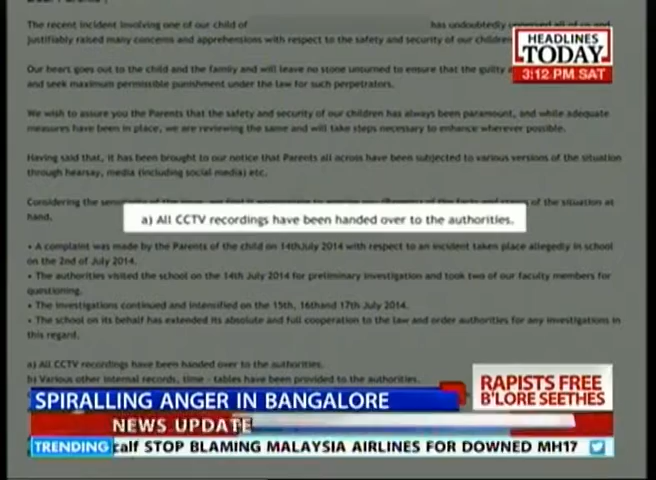 The recent incident involving one of our child of has undoubtedly
justifiably raised many concerns and apprehensions with respect to the safety and security of our children
HEADLINES
TODAY
3:12 PM SAT
Our heart goes out to the child and the family and will leave no stone unturned to ensure that the guilty
and seek maximum permissible punishment under the law for such perpetrators.
We wish to assure you the Parents that the safety and security of our children has always been paramount, and while adequate
measures have been in place, we are reviewing the same and will take steps necessary to enhance wherever possible.
Having said that, it has been brought to our notice that Parents all across have been subjected to various versions of the situation
through hearsay, media (including social media) etc.
Considering the of the situation at
hand.
a) All CCTV recordings have been handed over to the authorities.
• A complaint was made by the Parents of the child on 14thJuly 2014 with respect to an incident taken place allegedly in school
on the 2nd of July 2014.
• The authorities visited the school on the 14th July 2014 for preliminary investigation and took two of our faculty members for
questioning.
• The investigations continued and intensified on the 15th, 16thand 17th July 2014.
• The school on its behalf has extended its absolute and full cooperation to the law and order authorities for any investigations in
this regard.
a) All CCTV recordings have been handed over to the authorities.
b) Various other internal records, time - tables have been provided to the authorities.
RAPISTS FREE
B'LORE SEETHES
SPIRALLING ANGER IN BANGALORE
NEWS UPDATE
TRENDING calf STOP BLAMING MALAYSIA AIRLINES FOR DOWNED MH17